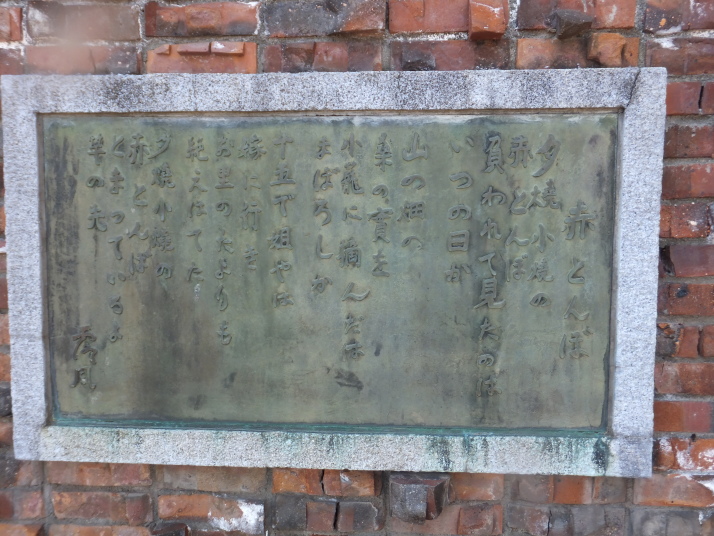 赤とんぼ
夕焼小焼の
赤とんぼ
負われて見たのは
いつの日か
山の畑の
桑の實を
小籠に摘んだは
まぼろしか
十五で姐やは
嫁に行き
お里のたよりも
絶えはてた
夕焼小焼の
赤とんぼ
とまっているよ
竿の先
露風